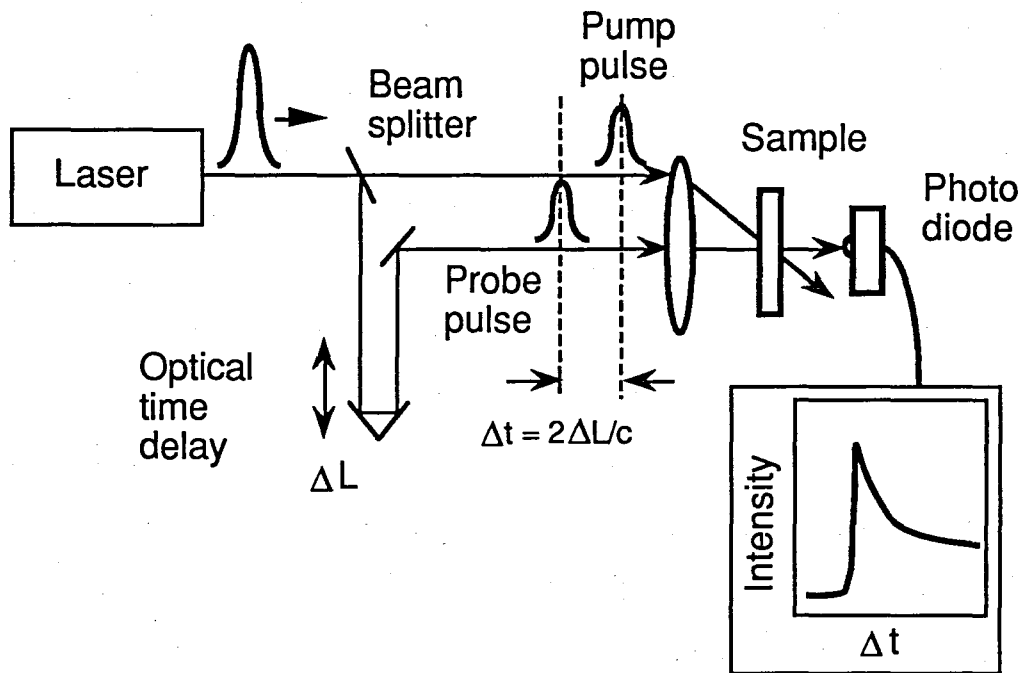 Pump
pulse
Beam
splitter
Sample
Laser
Photo
diode
Probe
pulse
Optical
time
delay
Δt = 2ΔL/c
ΔL
Intensity
Δt